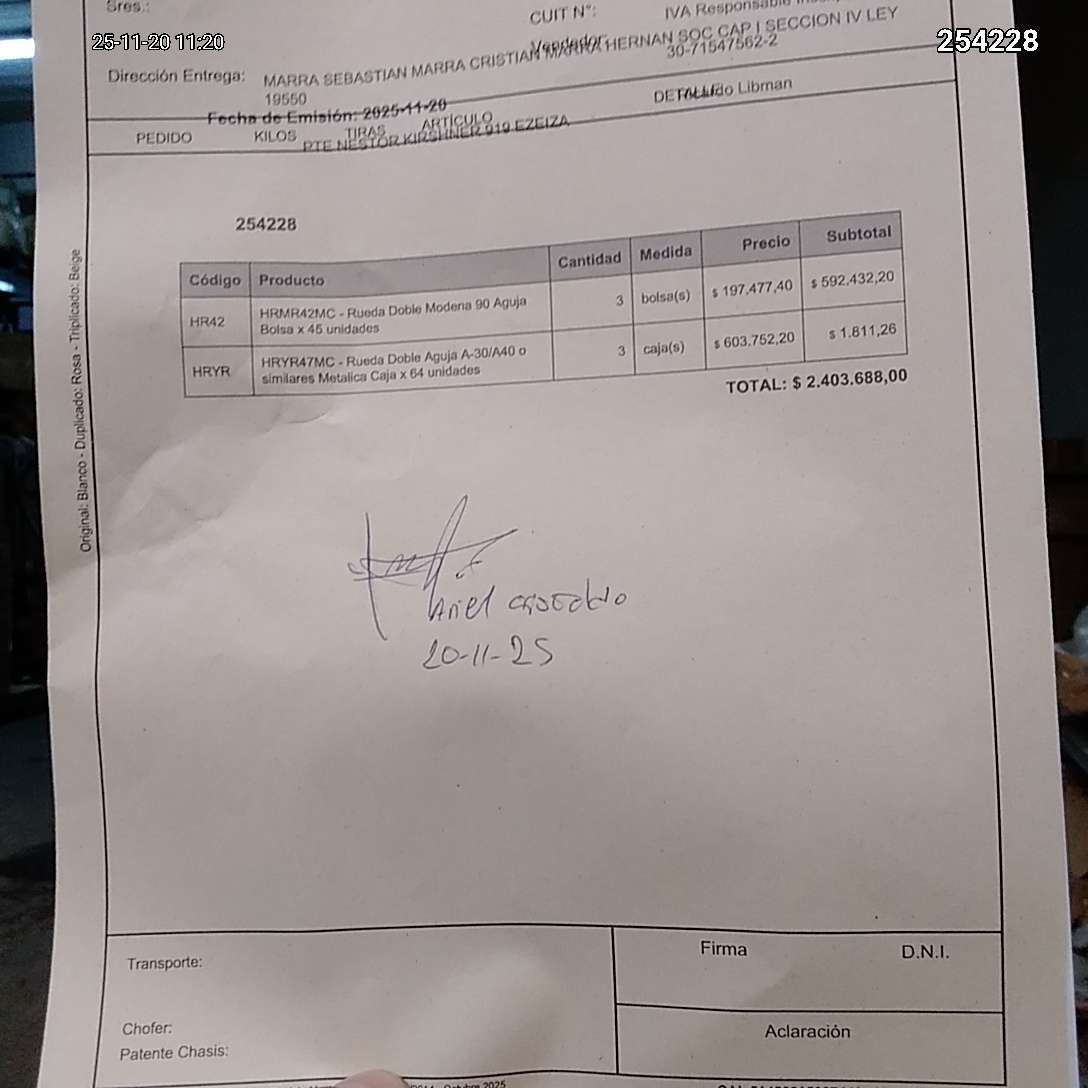 Sres.:
CUIT N°:
IVA Responsable
25-11-20 11:20
254228
Vendedor:
Dirección Entrega:
MARRA SEBASTIAN MARRA CRISTIAN MARRA HERNAN SOC CAP I SECCION IV LEY
19550
30-71547562-2
Fecha de Emisión: 2025-11-20
DETALLE
Libman
PEDIDO KILOS TIRAS ARTÍCULO
PTE NESTOR KIRSHNER 919 EZEIZA
254228
Código Producto Cantidad Medida Precio Subtotal
HR42 HRMR42MC - Rueda Doble Modena 90 Aguja
Bolsa x 45 unidades 3 bolsa(s) $ 197.477,40 $ 592.432,20
HRYR HRYR47MC - Rueda Doble Aguja A-30/A40 o
similares Metalica Caja x 64 unidades 3 caja(s) $ 603.752,20 $ 1.811,26
TOTAL: $ 2.403.688,00
Original: Blanco - Duplicado: Rosa - Triplicado: Beige
Ariel
20-11-25
Transporte:
Firma D.N.I.
Chofer:
Aclaración
Patente Chasis:
2025